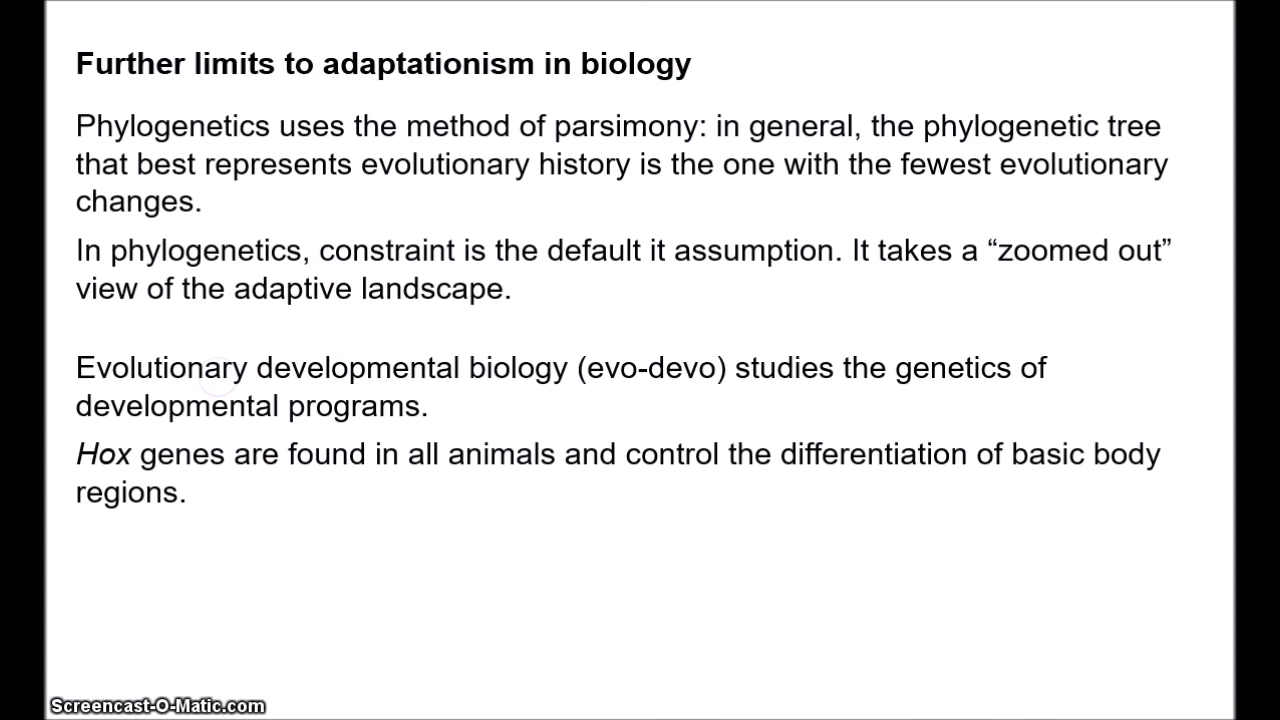 Further limits to adaptationism in biology
Phylogenetics uses the method of parsimony: in general, the phylogenetic tree
that best represents evolutionary history is the one with the fewest evolutionary
changes.
In phylogenetics, constraint is the default it assumption. It takes a “zoomed out”
view of the adaptive landscape.
Evolutionary developmental biology (evo-devo) studies the genetics of
developmental programs.
Hox genes are found in all animals and control the differentiation of basic body
regions.
Screencast-O-Matic.com